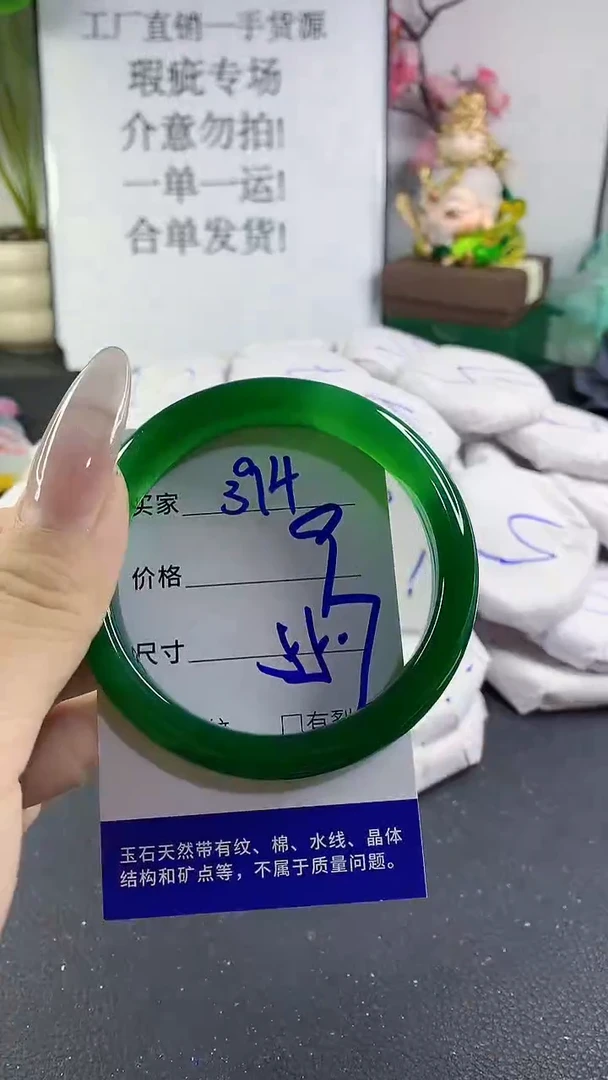 工厂直销一手货源
瑕疵专场
介意勿拍!
一单一运!
合单发货!
买家 394
价格
尺寸
□有裂
玉石天然带有纹、棉、水线、晶体
结构和矿点等，不属于质量问题。